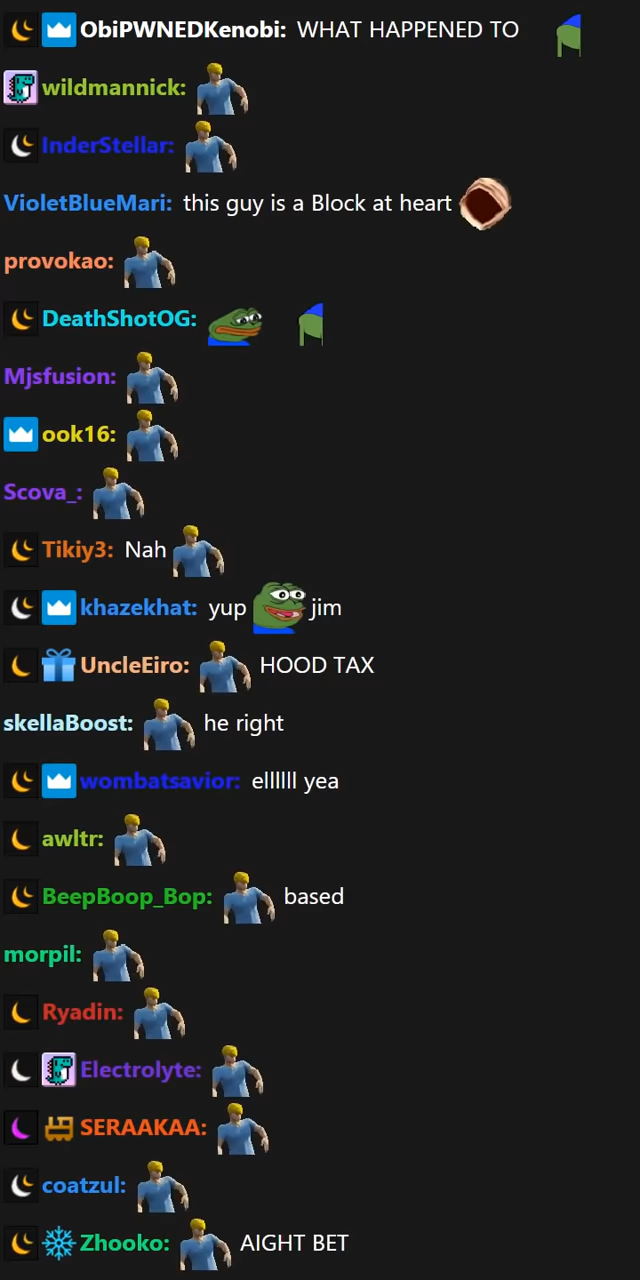 ObiPWNEDKenobi: WHAT HAPPENED TO
wildmannick:
InderStellar:
VioletBlueMari: this guy is a Block at heart
provokao:
DeathShotOG:
Mjsfusion:
ook16:
Scova_:
Tikiy3: Nah
khazekhat: yup jim
UncleEiro: HOOD TAX
skellaBoost: he right
wombatsavior: ellllll yea
awltr:
BeepBoop_Bop: based
morpil:
Ryadin:
Electrolyte:
SERAAKAA:
coatzul:
Zhooko: AIGHT BET